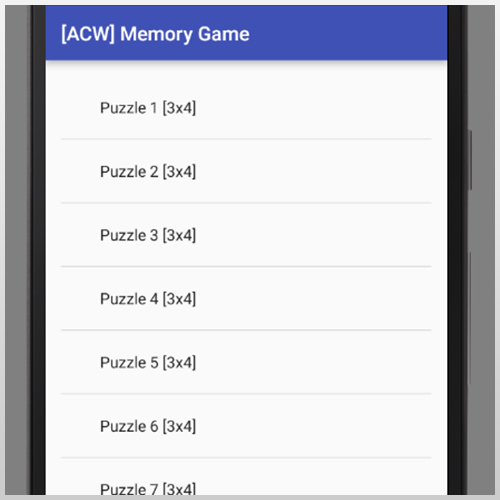 [ACW] Memory Game
Puzzle 1 [3x4]
Puzzle 2 [3x4]
Puzzle 3 [3x4]
Puzzle 4 [3x4]
Puzzle 5 [3x4]
Puzzle 6 [3x4]
Puzzle 7 [3x4]